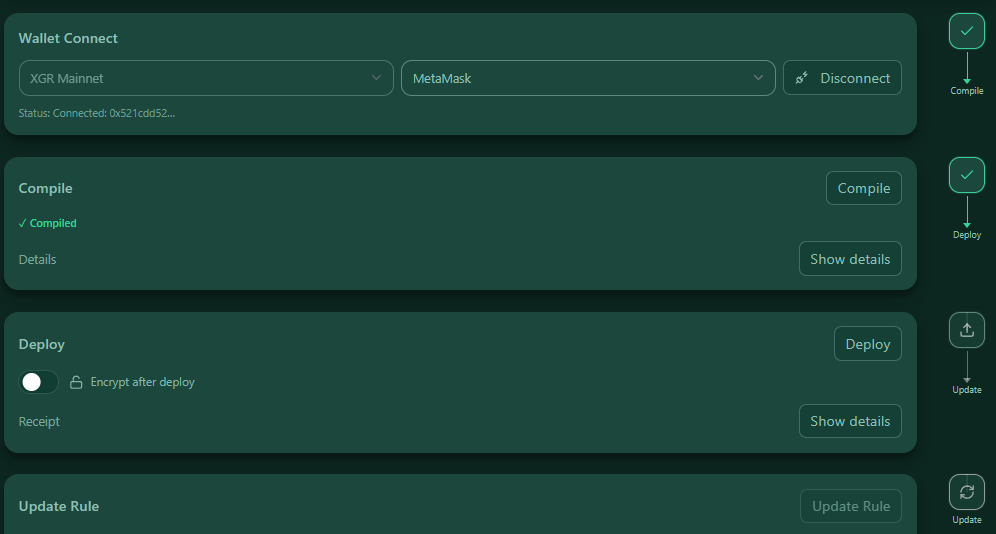 Wallet Connect
XGR Mainnet
MetaMask
Disconnect
Status: Connected: 0x521cdd52...
Compile
Compile
Compile
✓ Compiled
Details
Show details
Deploy
Deploy
Deploy
Encrypt after deploy
Receipt
Show details
Update
Update Rule
Update Rule
Update